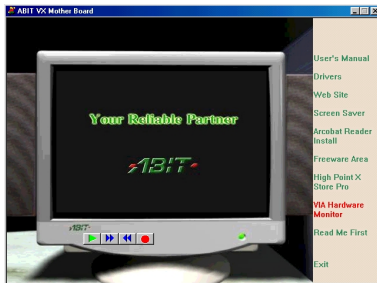 ABIT VX Mother Board
User's Manual
Drivers
Web Site
Your Reliable Partner
Screen Saver
Arcobat Reader
Install
ABIT
Freeware Area
High Point X
Store Pro
VIA Hardware
Monitor
ABIT
Read Me First
Exit